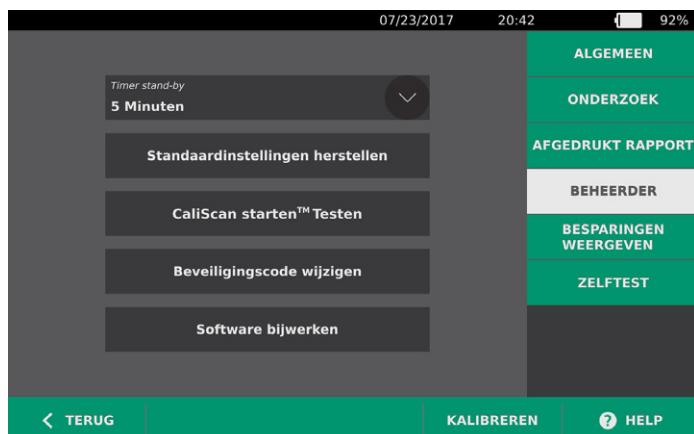 07/23/2017 20:42 92%
Timer stand-by
5 Minuten
Standaardinstellingen herstellen
CaliScan starten™ Testen
Beveiligingscode wijzigen
Software bijwerken
ALGEMEEN
ONDERZOEK
AFGEDRUKT RAPPORT
BEHEERDER
BESPARINGEN
WEERGEVEN
ZELFTEST
TERUG
KALIBREREN
? HELP